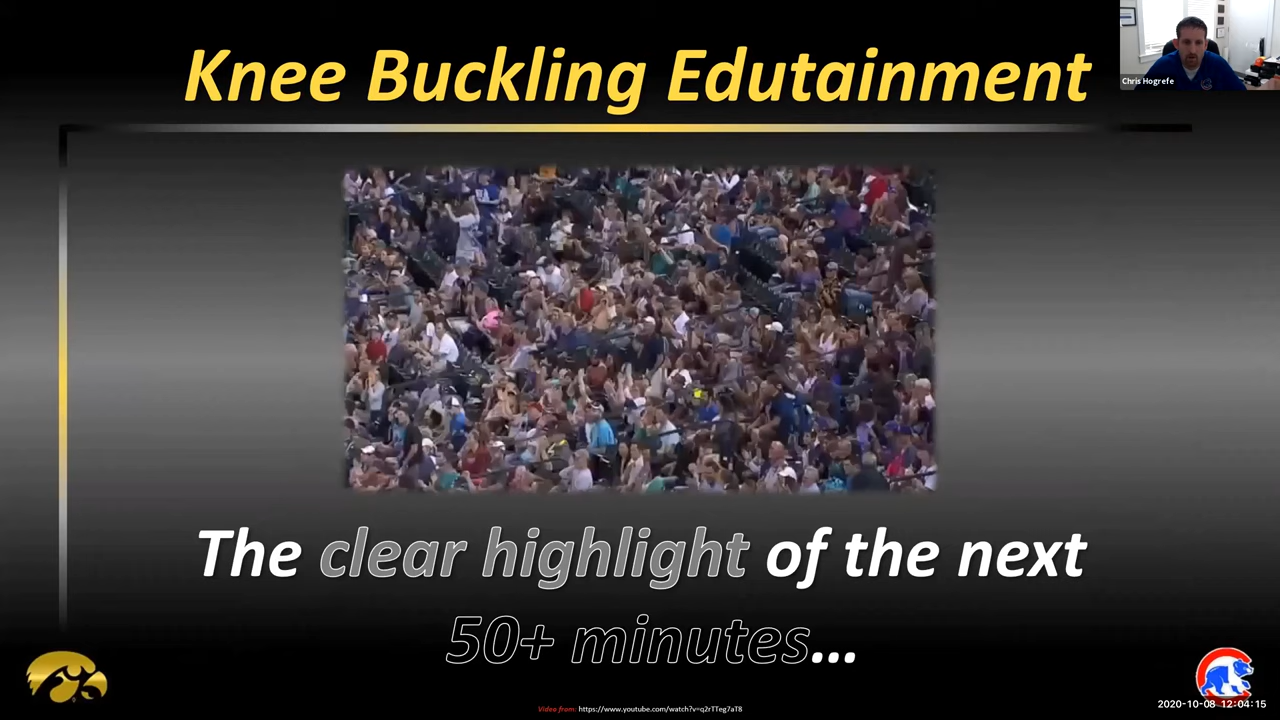 Knee Buckling Edutainment
Chris Hogrefe
The clear highlight of the next
50+ minutes...
Video from: https://www.youtube.com/watch?v=q2rTTeg7aT8
2020-10-08 12:04:15